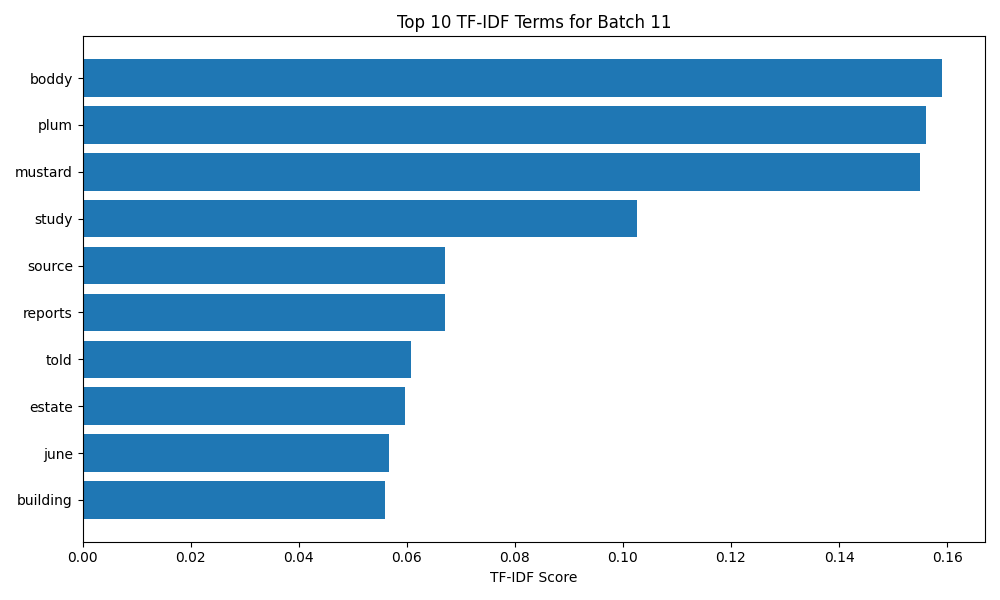 Top 10 TF-IDF Terms for Batch 11
boddy
plum
mustard
study
source
reports
told
estate
june
building
0.00 0.02 0.04 0.06 0.08 0.10 0.12 0.14 0.16
TF-IDF Score